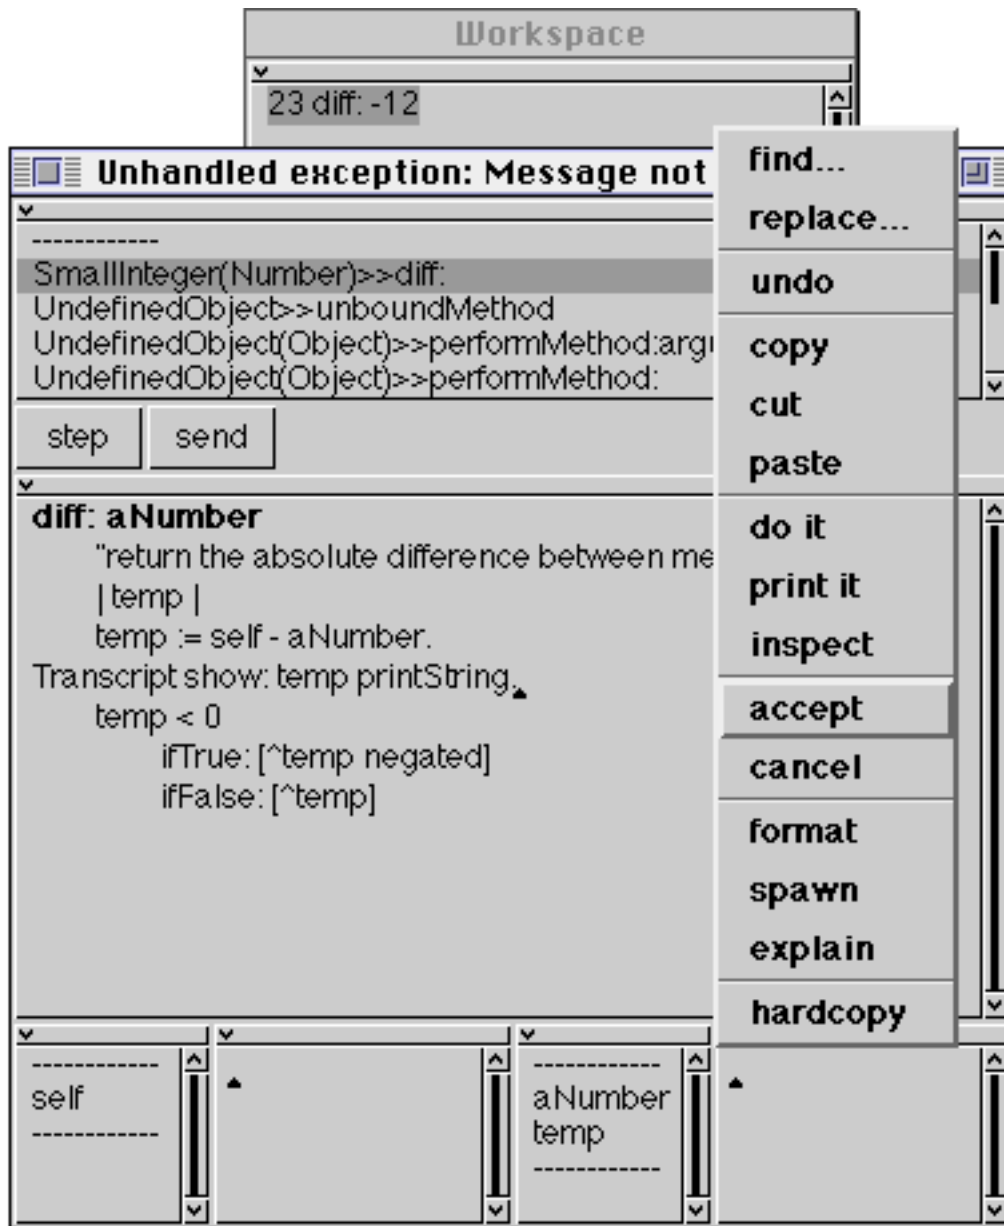 Workspace
23 diff: -12
Unhandled exception: Message not
------------
SmallInteger(Number)>>diff:
UndefinedObject>>unboundMethod
UndefinedObject(Object)>>performMethod:argu
UndefinedObject(Object)>>performMethod:
step
send
diff: aNumber
"return the absolute difference between me
| temp |
temp := self - aNumber.
Transcript show: temp printString.
temp < 0
ifTrue: [^temp negated]
ifFalse: [^temp]
find...
replace...
undo
copy
cut
paste
do it
print it
inspect
accept
cancel
format
spawn
explain
hardcopy
------------
self
------------
------------
aNumber
temp
------------